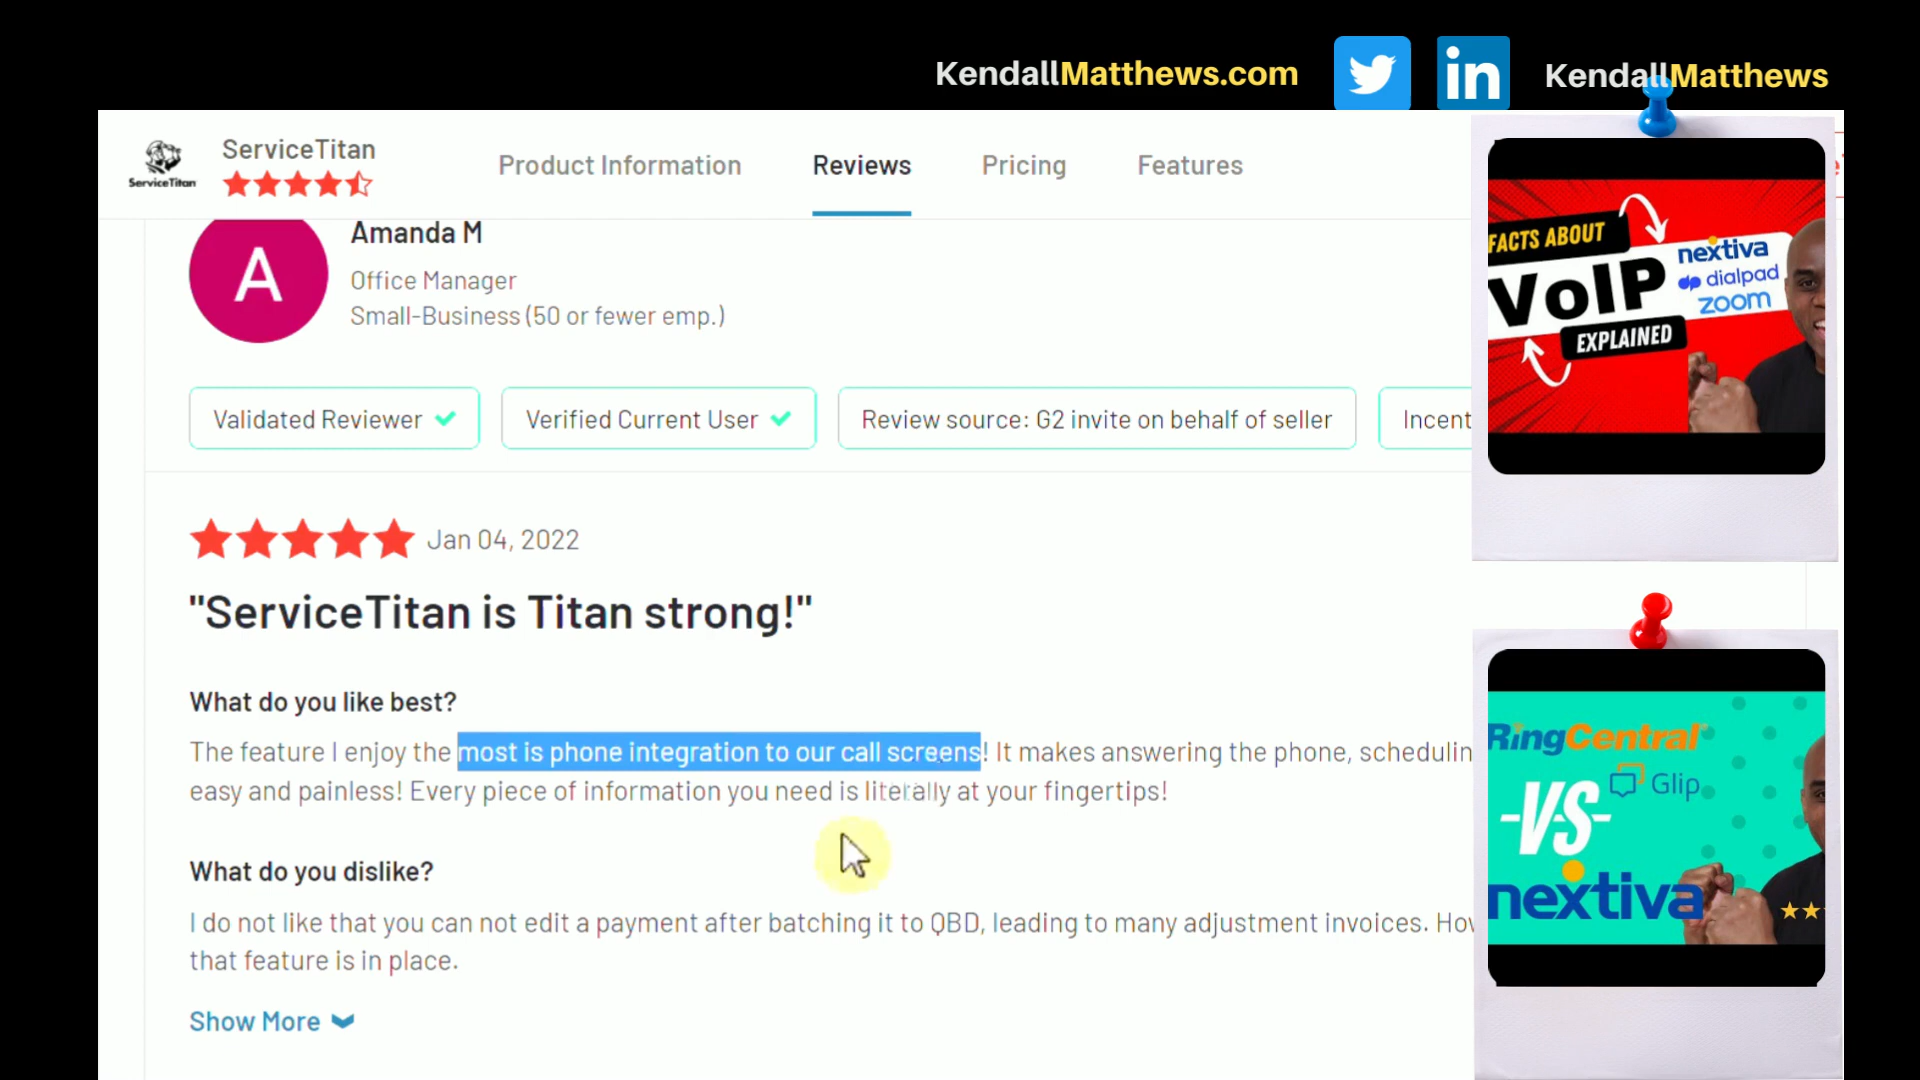 KendallMatthews.com
in
KendallMatthews
ServiceTitan
ServiceTitan
Product Information
Reviews
Pricing
Features
Amanda M
A
Office Manager
Small-Business (50 or fewer emp.)
Validated Reviewer
Verified Current User
Review source: G2 invite on behalf of seller
Incent
Jan 04, 2022
"ServiceTitan is Titan strong!"
What do you like best?
The feature I enjoy the most is phone integration to our call screens! It makes answering the phone, schedulin
easy and painless! Every piece of information you need is literally at your fingertips!
What do you dislike?
I do not like that you can not edit a payment after batching it to QBD, leading to many adjustment invoices. How
that feature is in place.
Show More
FACTS ABOUT
VoIP
EXPLAINED
nextiva
dialpad
zoom
RingCentral
Glip
-VS-
nextiva